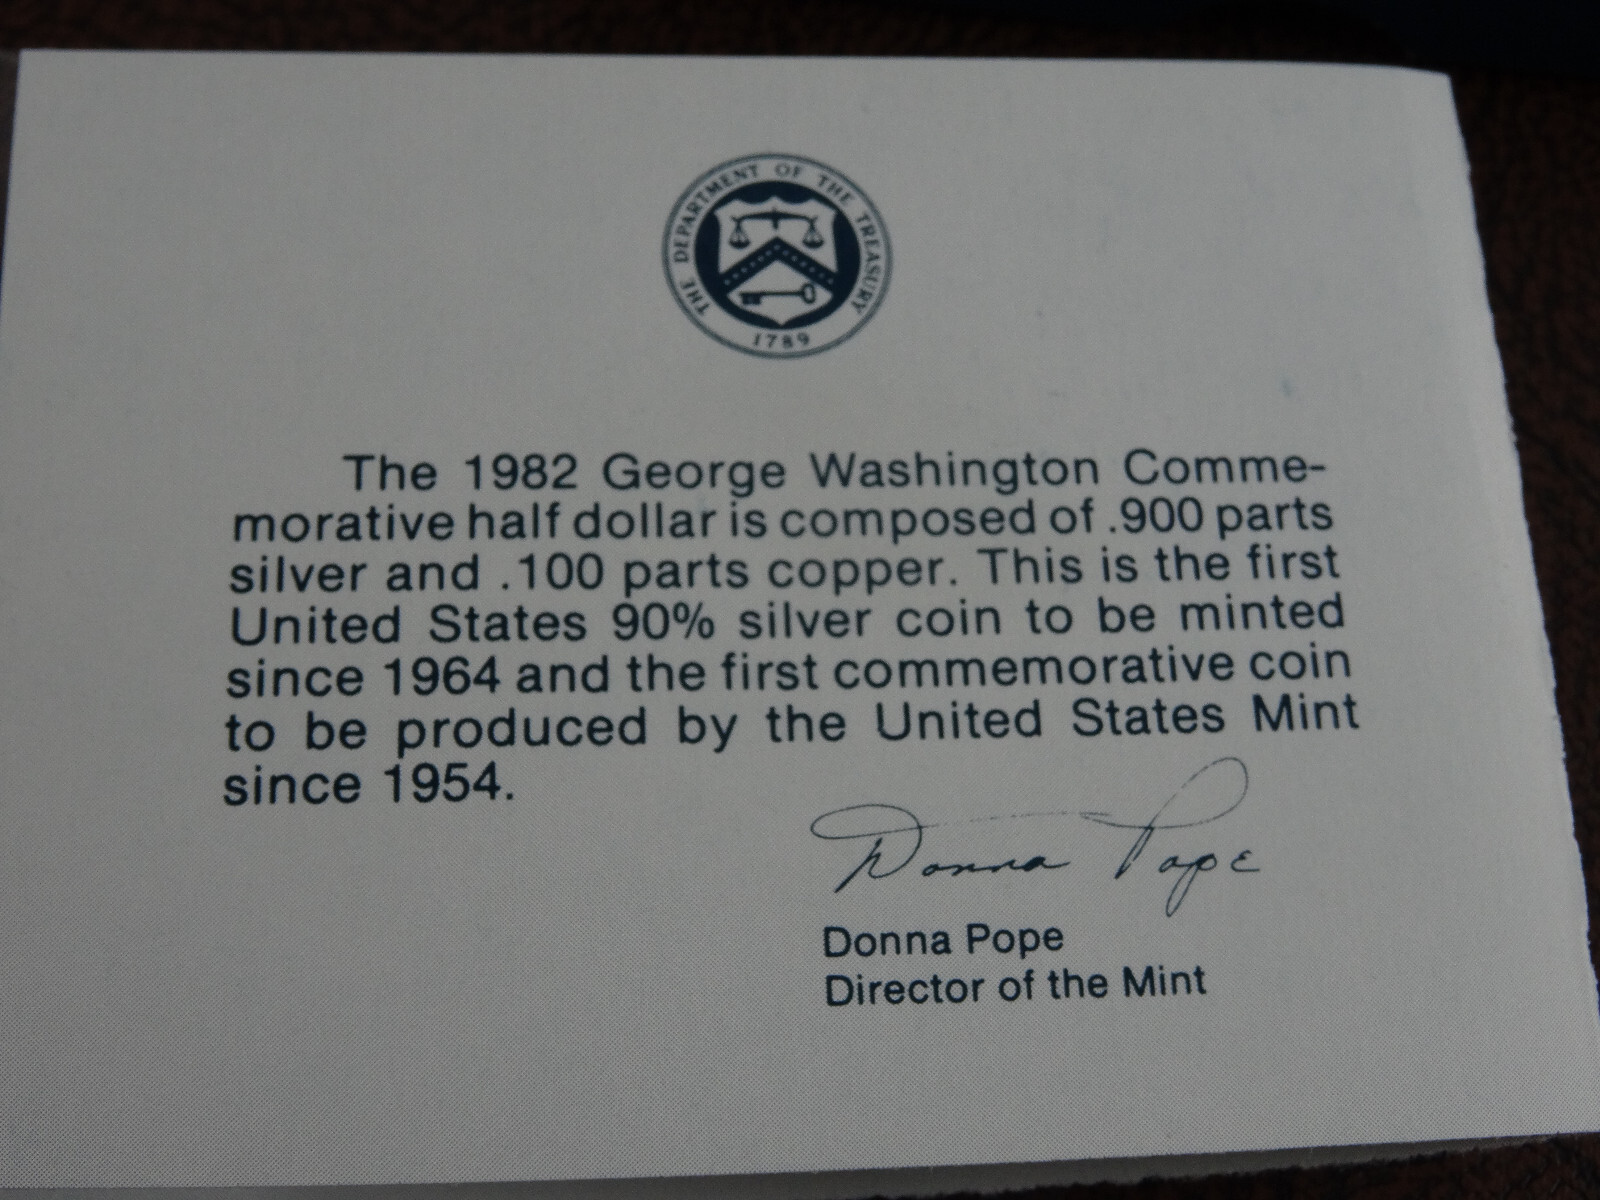 THE DEPARTMENT OF THE TREASURY
1789
The 1982 George Washington Comme-
morative half dollar is composed of .900 parts
silver and .100 parts copper. This is the first
United States 90% silver coin to be minted
since 1964 and the first commemorative coin
to be produced by the United States Mint
since 1954.
Donna Pope
Donna Pope
Director of the Mint